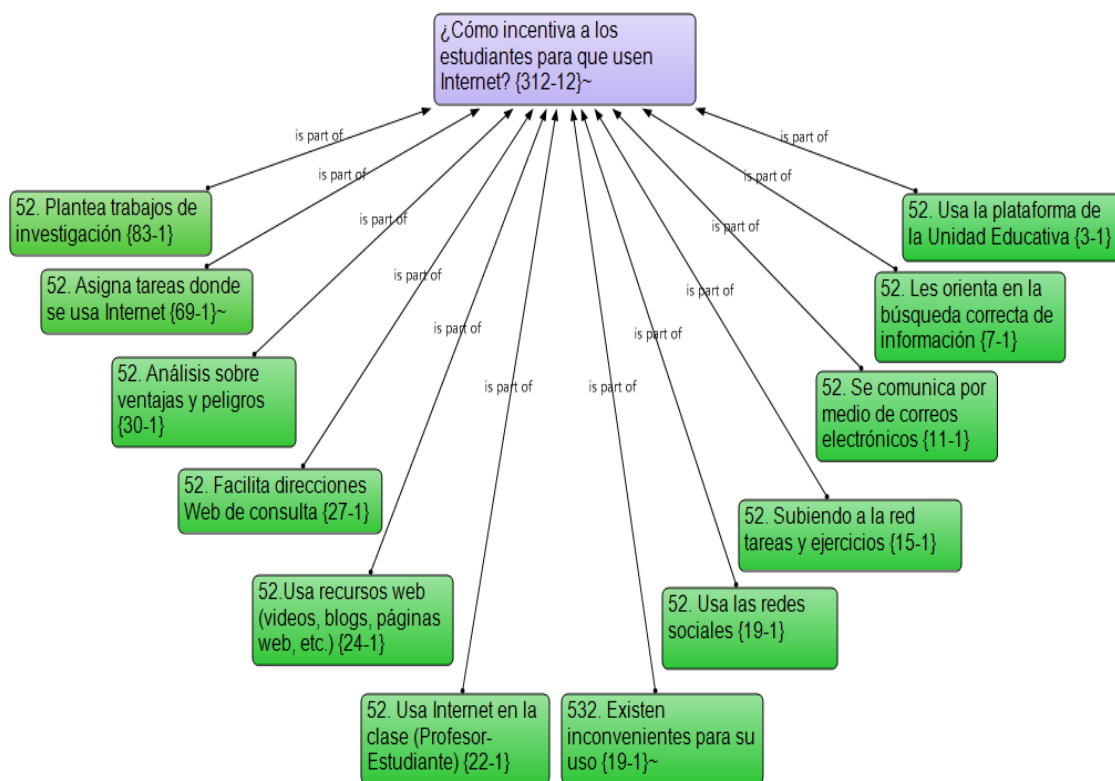 ¿Cómo incentiva a los
estudiantes para que usen
Internet? {312-12}~
is part of
is part of
is part of
is part of
is part of
is part of
is part of
is part of
is part of
is part of
is part of
is part of
52. Plantea trabajos de
investigación {83-1}
52. Asigna tareas donde
se usa Internet {69-1}~
52. Análisis sobre
ventajas y peligros
{30-1}
52. Facilita direcciones
Web de consulta {27-1}
52.Usa recursos web
(videos, blogs, páginas
web, etc.) {24-1}
52. Usa Internet en la
clase (Profesor-
Estudiante) {22-1}
532. Existen
inconvenientes para su
uso {19-1}~
52. Usa las redes
sociales {19-1}
52. Subiendo a la red
tareas y ejercicios {15-1}
52. Se comunica por
medio de correos
electrónicos {11-1}
52. Les orienta en la
búsqueda correcta de
información {7-1}
52. Usa la plataforma de
la Unidad Educativa {3-1}